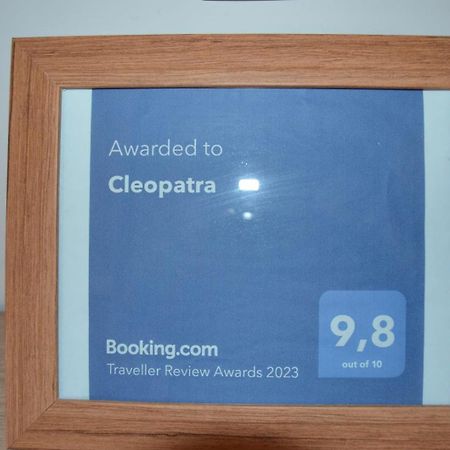 Awarded to
Cleopatra
9,8
out of 10
Booking.com
Traveller Review Awards 2023